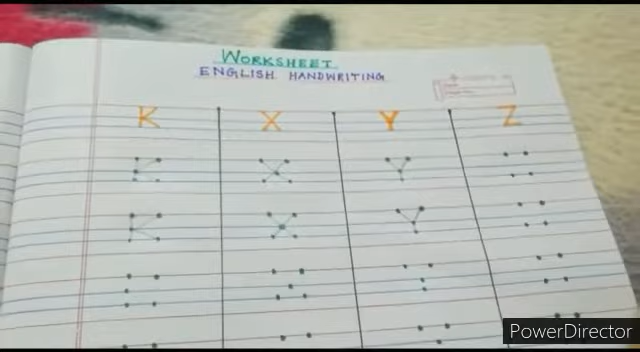 WORKSHEET
ENGLISH HANDWRITING
K X Y Z
K X Y
K X Y
PowerDirector